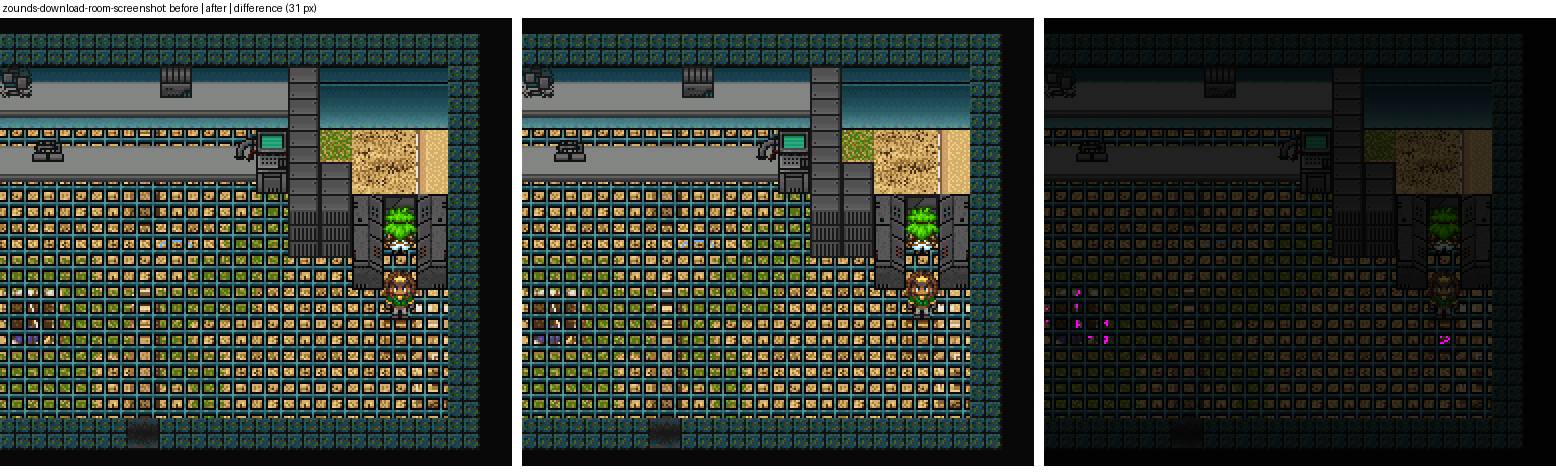 zounds-download-room-screenshot before | after | difference (31 px)